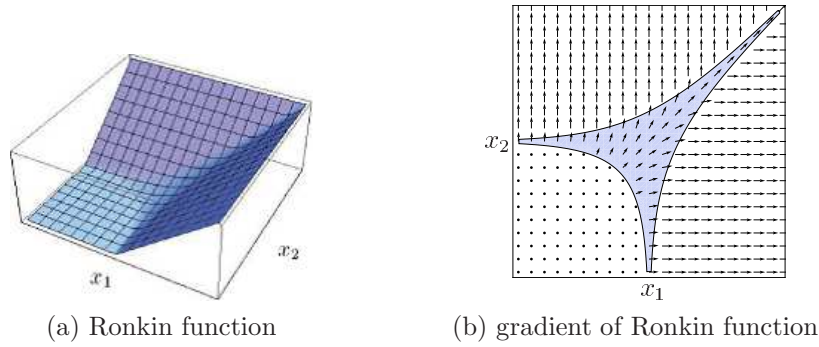 x₁
x₂
(a) Ronkin function
x₂
x₁
(b) gradient of Ronkin function